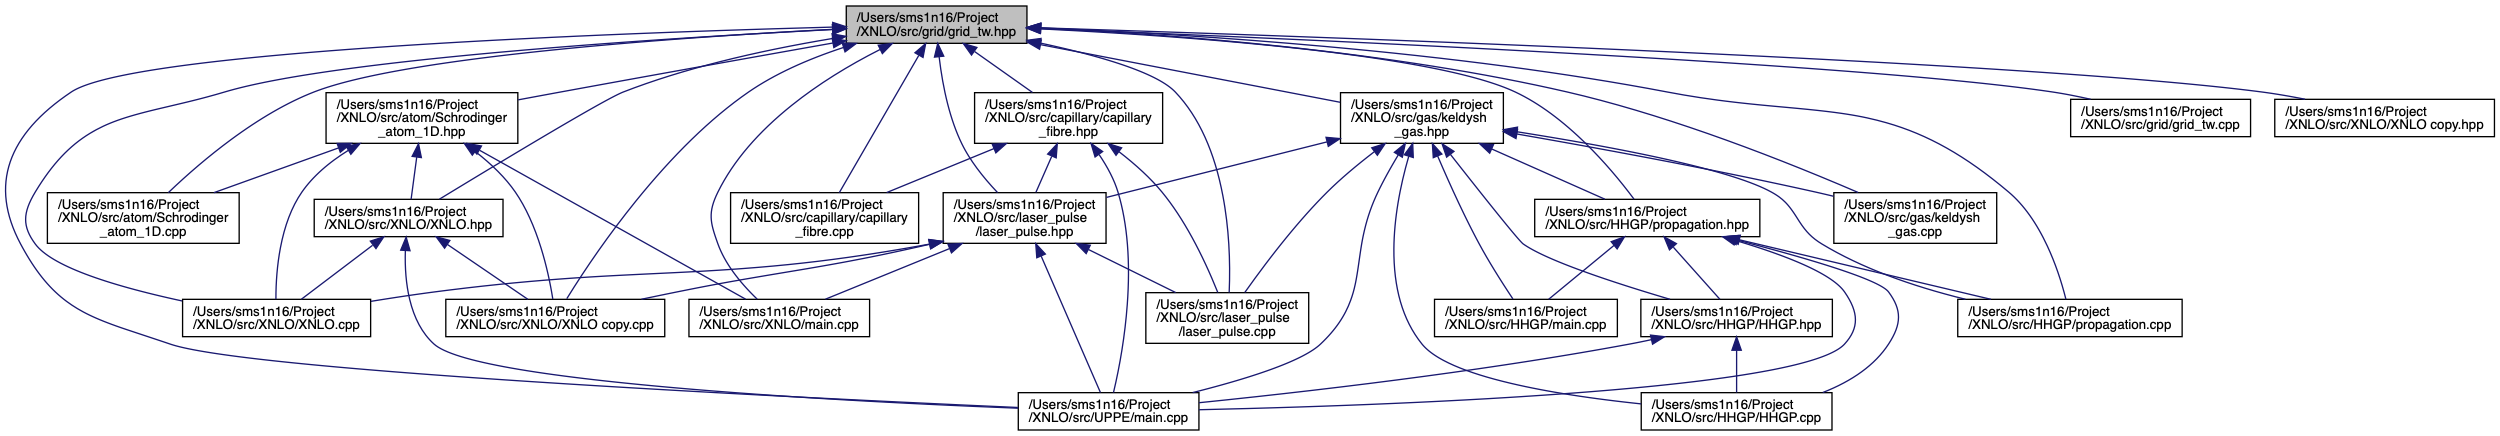 /Users/sms1n16/Project
/XNLO/src/grid/grid_tw.hpp
/Users/sms1n16/Project
/XNLO/src/atom/Schrodinger
_atom_1D.hpp
/Users/sms1n16/Project
/XNLO/src/capillary/capillary
_fibre.hpp
/Users/sms1n16/Project
/XNLO/src/gas/keldysh
_gas.hpp
/Users/sms1n16/Project
/XNLO/src/grid/grid_tw.cpp
/Users/sms1n16/Project
/XNLO/src/XNLO/XNLO copy.hpp
/Users/sms1n16/Project
/XNLO/src/atom/Schrodinger
_atom_1D.cpp
/Users/sms1n16/Project
/XNLO/src/XNLO/XNLO.hpp
/Users/sms1n16/Project
/XNLO/src/capillary/capillary
_fibre.cpp
/Users/sms1n16/Project
/XNLO/src/laser_pulse
/laser_pulse.hpp
/Users/sms1n16/Project
/XNLO/src/HHGP/propagation.hpp
/Users/sms1n16/Project
/XNLO/src/gas/keldysh
_gas.cpp
/Users/sms1n16/Project
/XNLO/src/XNLO/XNLO.cpp
/Users/sms1n16/Project
/XNLO/src/XNLO/XNLO copy.cpp
/Users/sms1n16/Project
/XNLO/src/XNLO/main.cpp
/Users/sms1n16/Project
/XNLO/src/laser_pulse
/laser_pulse.cpp
/Users/sms1n16/Project
/XNLO/src/HHGP/main.cpp
/Users/sms1n16/Project
/XNLO/src/HHGP/HHGP.hpp
/Users/sms1n16/Project
/XNLO/src/HHGP/propagation.cpp
/Users/sms1n16/Project
/XNLO/src/UPPE/main.cpp
/Users/sms1n16/Project
/XNLO/src/HHGP/HHGP.cpp